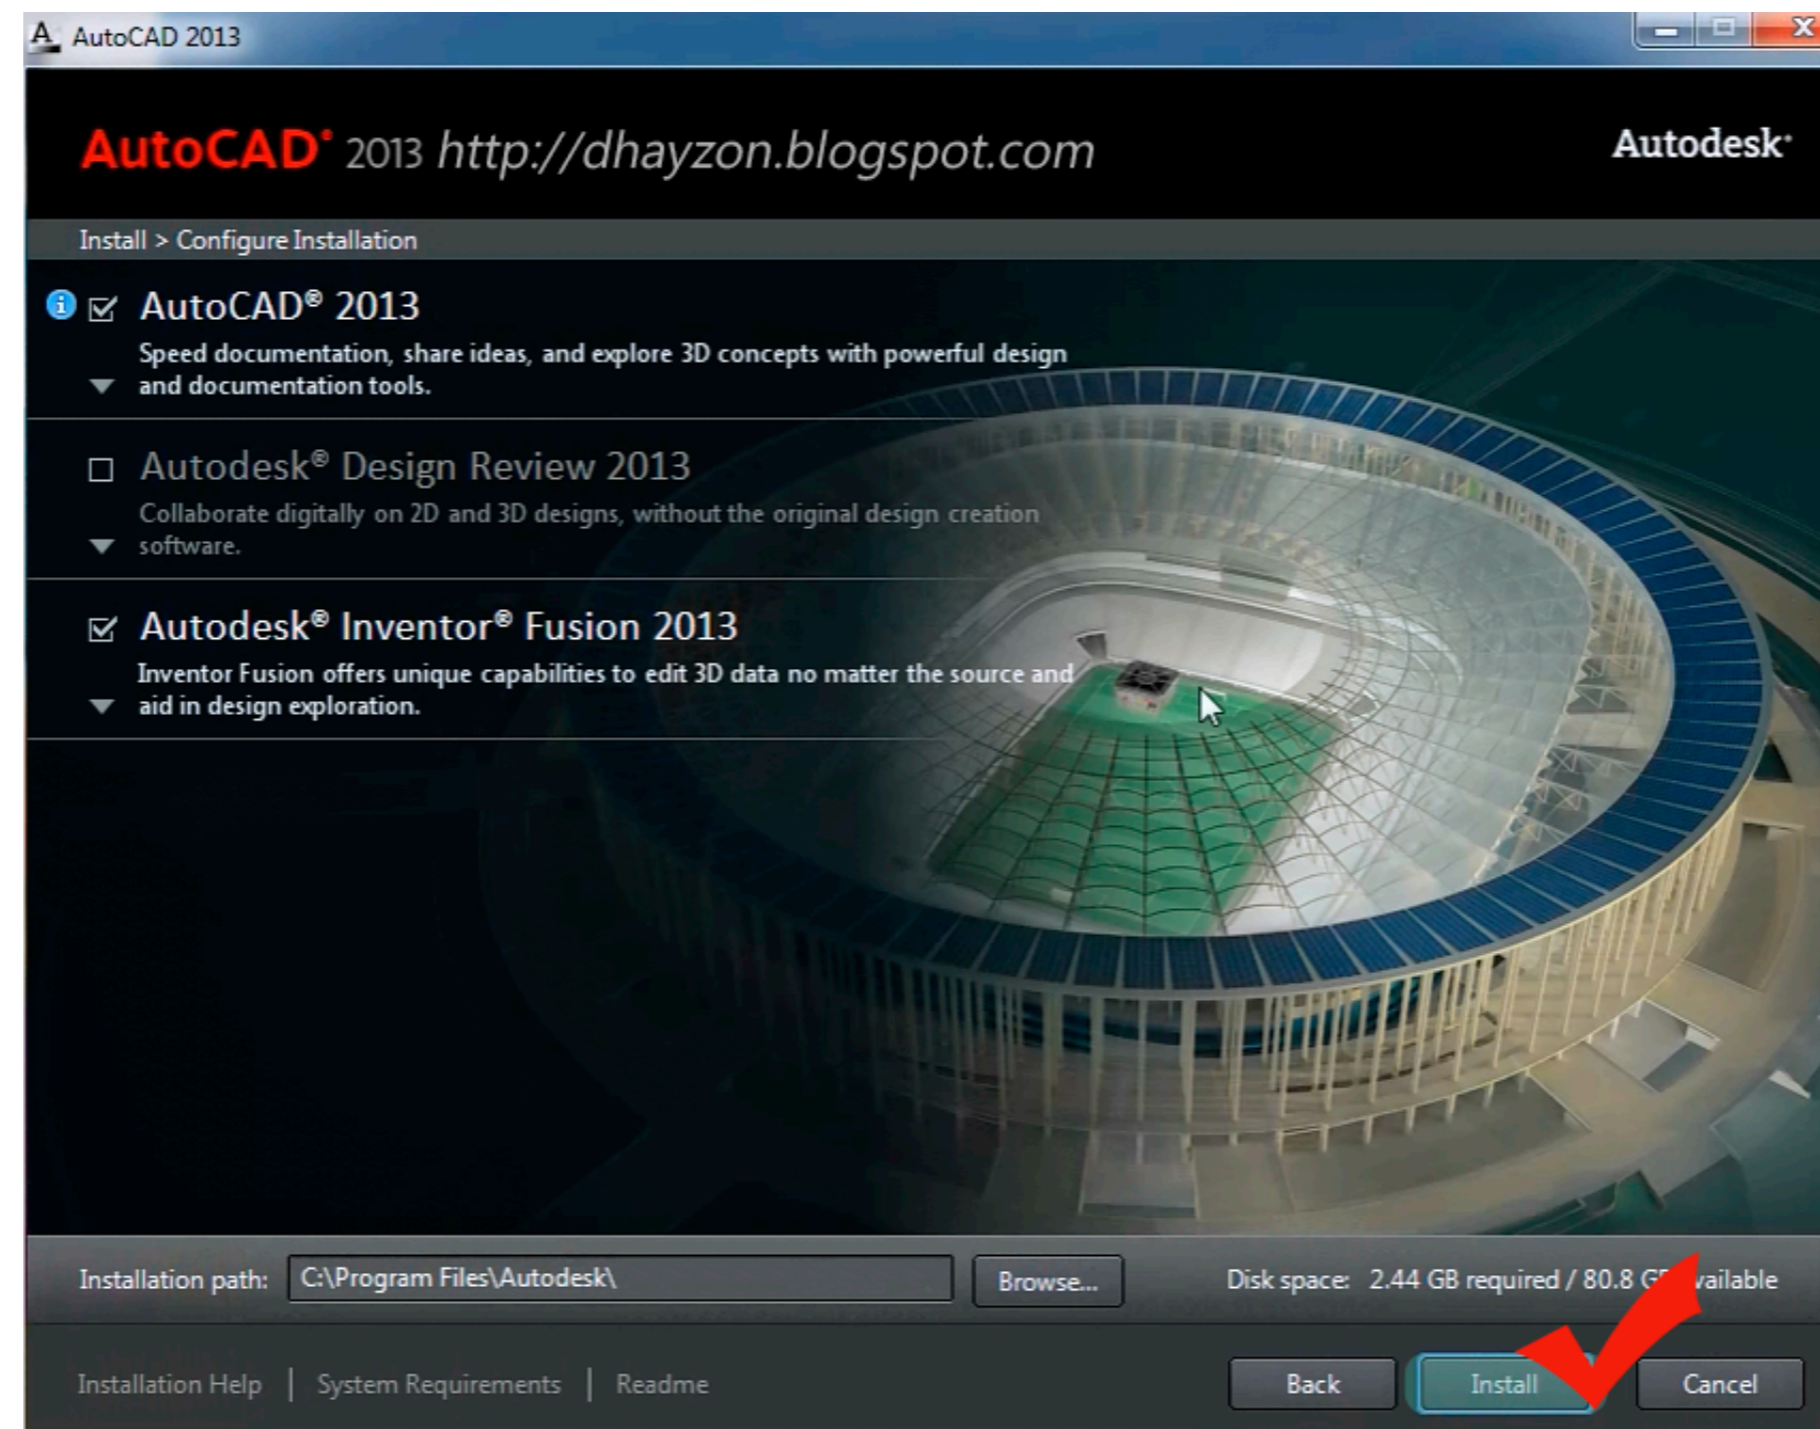 AutoCAD 2013
AutoCAD® 2013 http://dhayzon.blogspot.com
Autodesk®
Install > Configure Installation
AutoCAD® 2013
Speed documentation, share ideas, and explore 3D concepts with powerful design
and documentation tools.
Autodesk® Design Review 2013
Collaborate digitally on 2D and 3D designs, without the original design creation
software.
Autodesk® Inventor® Fusion 2013
Inventor Fusion offers unique capabilities to edit 3D data no matter the source and
aid in design exploration.
Installation path: C:\Program Files\Autodesk\ Browse... Disk space: 2.44 GB required / 80.8
Installation Help | System Requirements | Readme Back Install Cancel